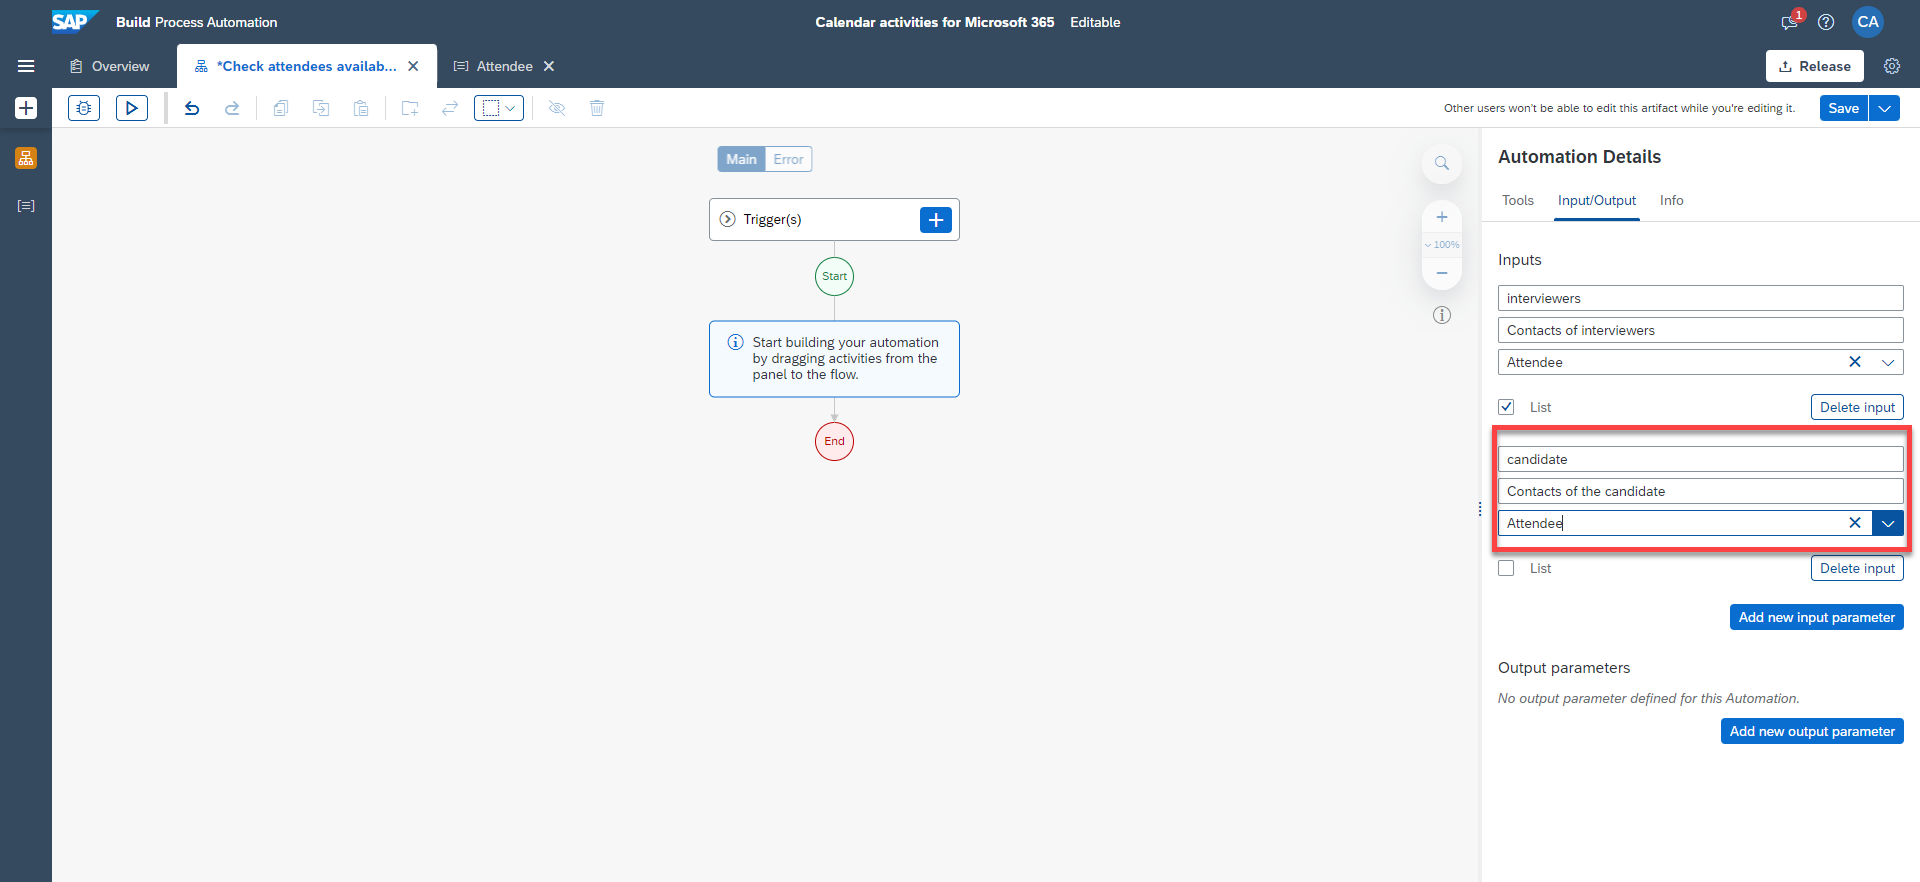 SAP Build Process Automation
Calendar activities for Microsoft 365 Editable
1
CA
Overview
*Check attendees availab...
Attendee
Release
Other users won't be able to edit this artifact while you're editing it.
Save
Main Error
Trigger(s)
Start
Start building your automation
by dragging activities from the
panel to the flow.
End
100%
Automation Details
Tools Input/Output Info
Inputs
interviewers
Contacts of interviewers
Attendee
List Delete input
candidate
Contacts of the candidate
Attendee
List Delete input
Add new input parameter
Output parameters
No output parameter defined for this Automation.
Add new output parameter